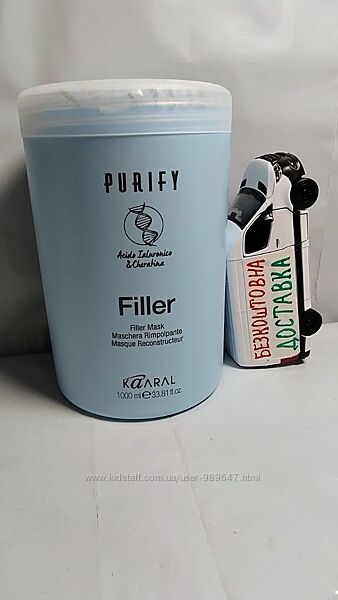 PURIFY
Acido Ialuronico
& Cheratina
Filler
Filler Mask
Maschera Rimpolpante
Masque Reconstructeur
KAARAL
1000 ml e 33.81 fl.oz.
БЕЗКОШТОВНА
ДОСТАВКА
www.kidstaff.com.ua/user-989647.html